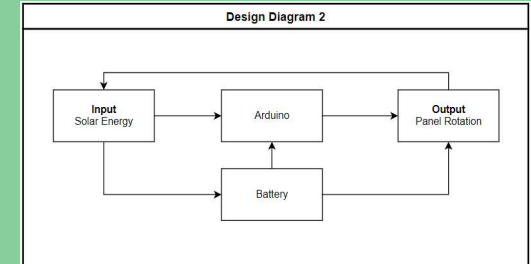 Design Diagram 2
Input
Solar Energy
Arduino
Output
Panel Rotation
Battery